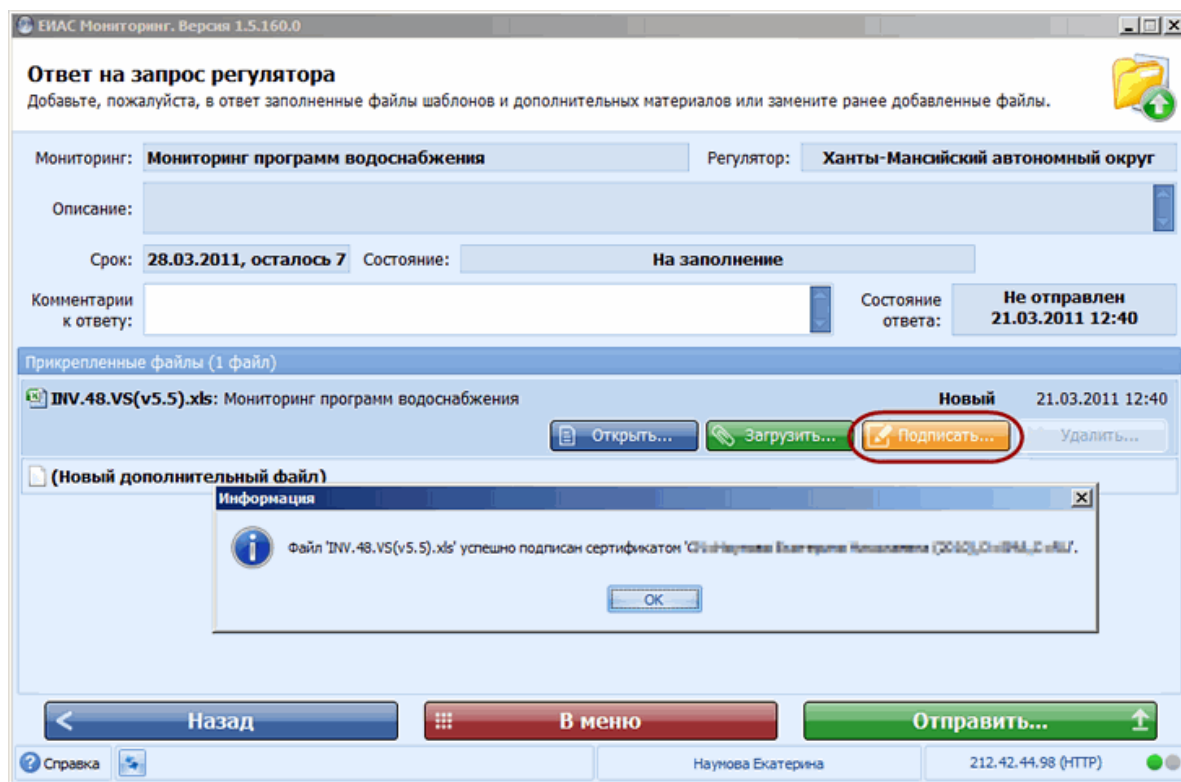 ЕИАС Мониторинг. Версия 1.5.160.0
Ответ на запрос регулятора
Добавьте, пожалуйста, в ответ заполненные файлы шаблонов и дополнительных материалов или замените ранее добавленные файлы.
Мониторинг: Мониторинг программ водоснабжения Регулятор: Ханты-Мансийский автономный округ
Описание:
Срок: 28.03.2011, осталось 7 Состояние: На заполнение
Комментарии к ответу:
Состояние ответа:
Не отправлен
21.03.2011 12:40
Прикрепленные файлы (1 файл)
INV.48.VS(v5.5).xls: Мониторинг программ водоснабжения Новый 21.03.2011 12:40
Открыть... Загрузить... Подписать... Удалить...
(Новый дополнительный файл)
Информация
Файл 'INV.48.VS(v5.5).xls' успешно подписан сертификатом '
OK
Назад В меню Отправить...
Справка Наумова Екатерина 212.42.44.98 (HTTP)